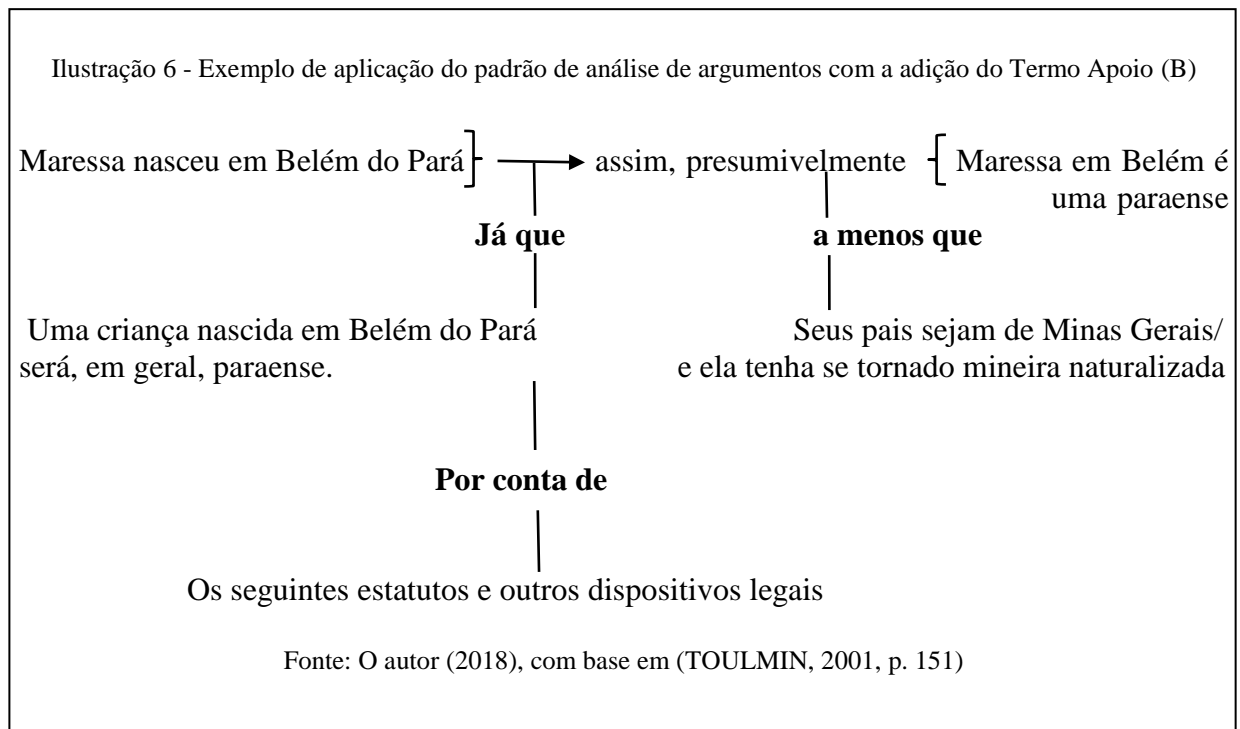 Ilustração 6 - Exemplo de aplicação do padrão de análise de argumentos com a adição do Termo Apoio (B)
Maressa nasceu em Belém do Pará assim, presumivelmente Maressa em Belém é
uma paraense
Já que a menos que
Uma criança nascida em Belém do Pará Seus pais sejam de Minas Gerais/
será, em geral, paraense. e ela tenha se tornado mineira naturalizada
Por conta de
Os seguintes estatutos e outros dispositivos legais
Fonte: O autor (2018), com base em (TOULMIN, 2001, p. 151)